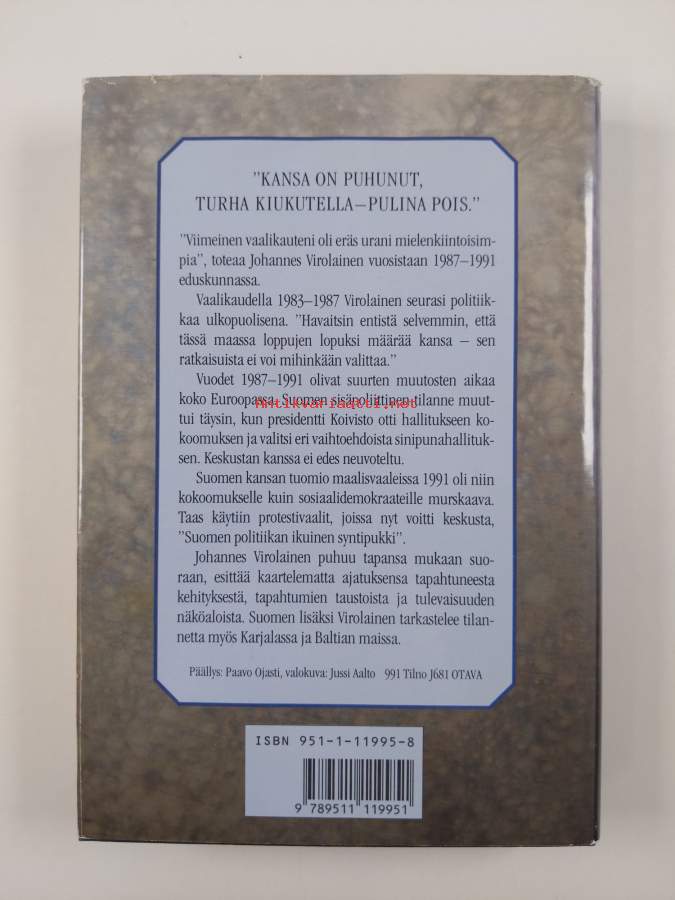 "KANSA ON PUHUNUT,
TURHA KIUKUTELLA—PULINA POIS."
"Viimeinen vaalikauteni oli eräs urani mielenkiintoisim-
pia", toteaa Johannes Virolainen vuosistaan 1987–1991
eduskunnassa.
Vaalikaudella 1983–1987 Virolainen seurasi politiik-
kaa ulkopuolisena. "Havaitsin entistä selvemmin, että
tässä maassa loppujen lopuksi määrää kansa — sen
ratkaisuista ei voi mihinkään valittaa."
Vuodet 1987–1991 olivat suurten muutosten aikaa
koko Euroopassa. Suomen sisäpoliittinen tilanne muut-
Antikvariaatti.net
tui täysin, kun presidentti Koivisto otti hallitukseen ko-
koomuksen ja valitsi eri vaihtoehdoista sinipunahallituk-
sen. Keskustan kanssa ei edes neuvoteltu.
Suomen kansan tuomio maalisvaaleissa 1991 oli niin
kokoomukselle kuin sosiaalidemokraateille murskaava.
Taas käytiin protestivaalit, joissa nyt voitti keskusta,
"Suomen politiikan ikuinen syntipukki".
Johannes Virolainen puhuu tapansa mukaan suo-
raan, esittää kaartelematta ajatuksensa tapahtuneesta
kehityksestä, tapahtumien taustoista ja tulevaisuuden
näköaloista. Suomen lisäksi Virolainen tarkastelee tilan-
netta myös Karjalassa ja Baltian maissa.
Päällys: Paavo Ojasti, valokuva: Jussi Aalto 991 Tilno J681 OTAVA
ISBN 951-1-11995-8
9 789511 119951